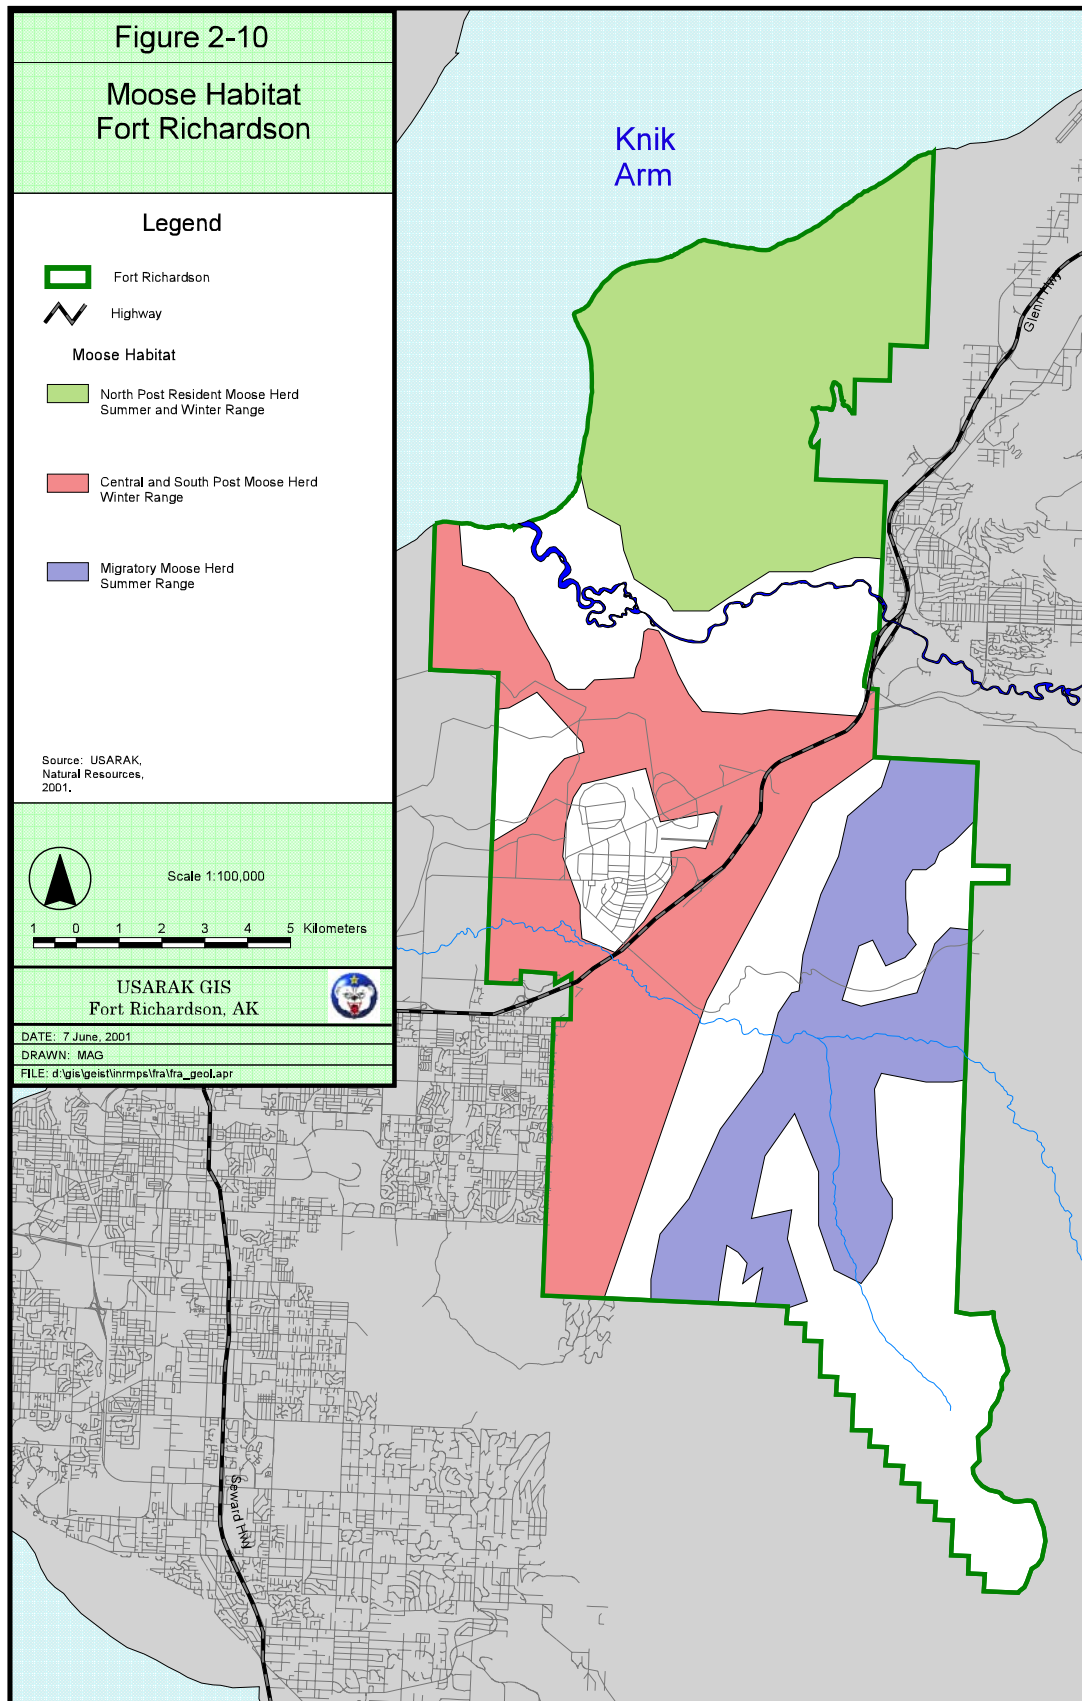 Figure 2-10
Moose Habitat
Fort Richardson
Legend
Fort Richardson
Highway
Moose Habitat
North Post Resident Moose Herd
Summer and Winter Range
Central and South Post Moose Herd
Winter Range
Migratory Moose Herd
Summer Range
Source: USARAK,
Natural Resources,
2001.
Scale 1:100,000
1 0 1 2 3 4 5 Kilometers
USARAK GIS
Fort Richardson, AK
DATE: 7 June, 2001
DRAWN: MAG
FILE: d:\gis\geist\inrmps\fra\fra_geol.apr
Knik
Arm
Glenn Hwy
Seward Hwy